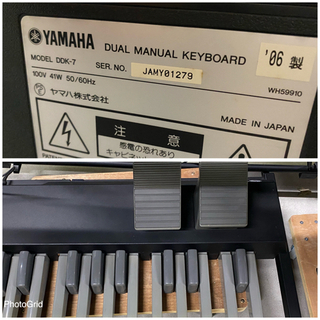 YAMAHA DUAL MANUAL KEYBOARD '06 製
MODEL DDK-7 SER. NO. JAMY01279
100V 41W 50/60Hz WH59910
ヤマハ株式会社 MADE IN JAPAN
注 意
感電の恐れあり
PhotoGrid